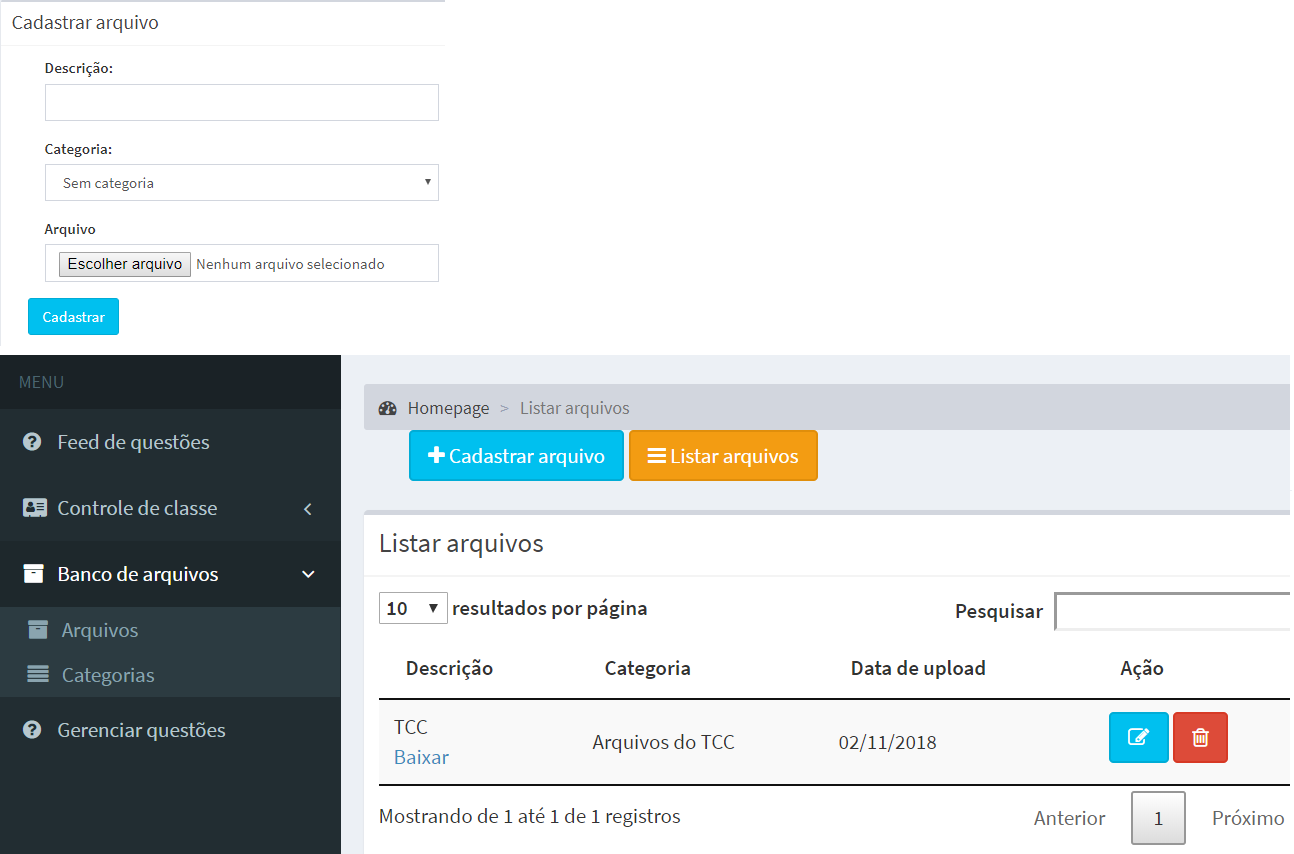 Cadastrar arquivo
Descrição:
Categoria:
Sem categoria
Arquivo
Escolher arquivo Nenhum arquivo selecionado
Cadastrar
MENU
Feed de questões
Controle de classe
Banco de arquivos
Arquivos
Categorias
Gerenciar questões
Homepage > Listar arquivos
Cadastrar arquivo Listar arquivos
Listar arquivos
10 resultados por página
Pesquisar
Descrição Categoria Data de upload Ação
TCC
Baixar
Arquivos do TCC 02/11/2018
Mostrando de 1 até 1 de 1 registros
Anterior 1 Próximo